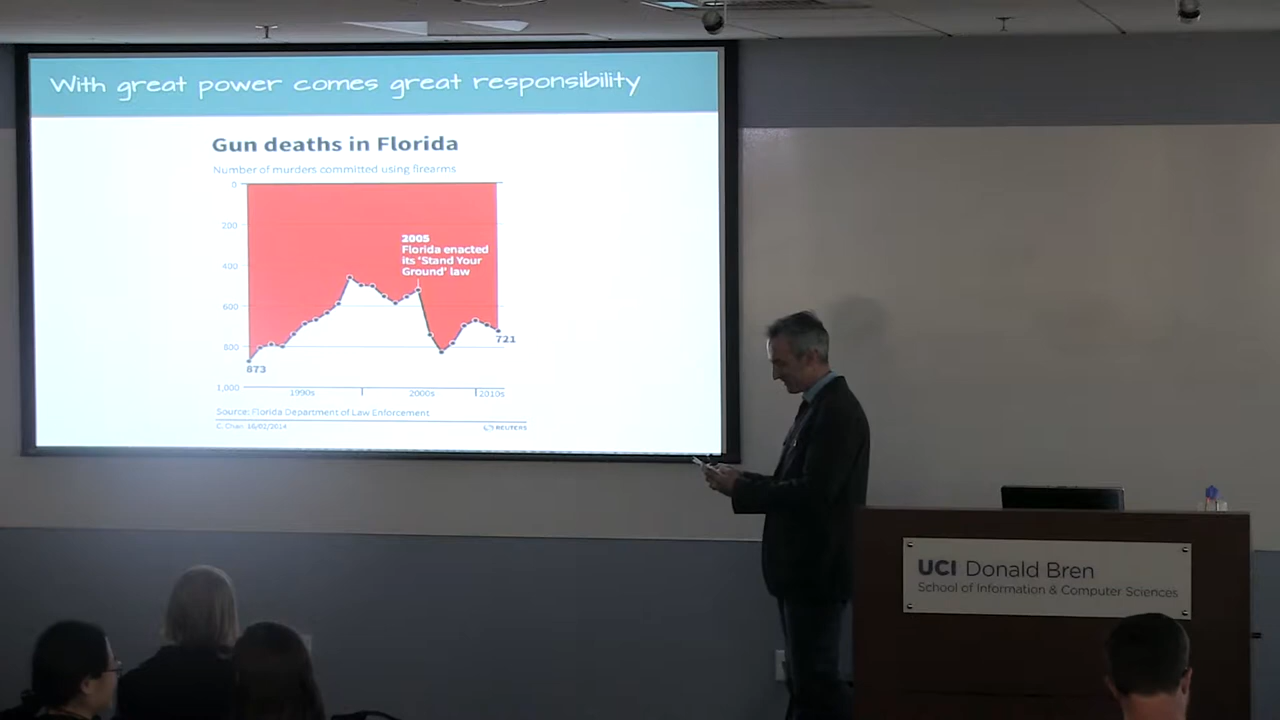 With great power comes great responsibility
Gun deaths in Florida
Number of murders committed using firearms
0
200
400
600
800
1,000
2005
Florida enacted
its 'Stand Your
Ground' law
873
721
1990s
2000s
2010s
Source: Florida Department of Law Enforcement
C. Chan 16/02/2014
REUTERS
UCI Donald Bren
School of Information & Computer Sciences